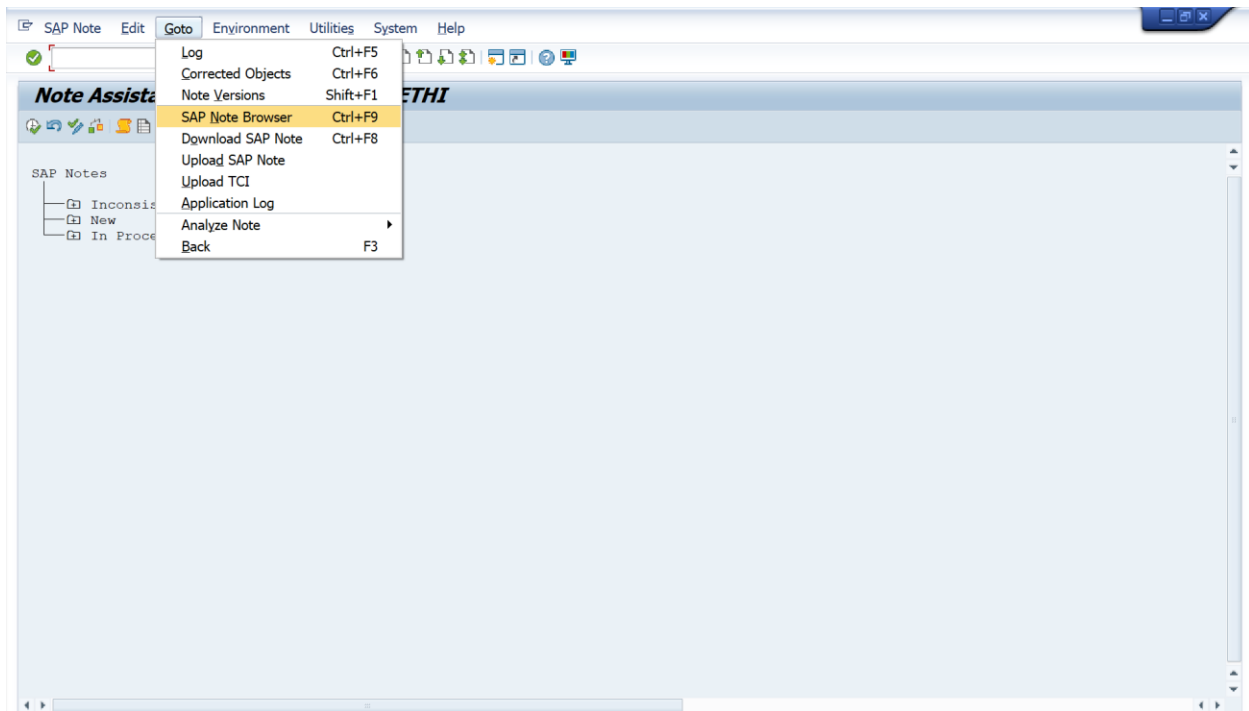 SAP Note Edit Goto Environment Utilities System Help
Log Ctrl+F5
Corrected Objects Ctrl+F6
Note Assista ETHI
Note Versions Shift+F1
SAP Note Browser Ctrl+F9
Download SAP Note Ctrl+F8
Upload SAP Note
SAP Notes
Upload TCI
Inconsis
Application Log
New
Analyze Note
In Proce
Back F3